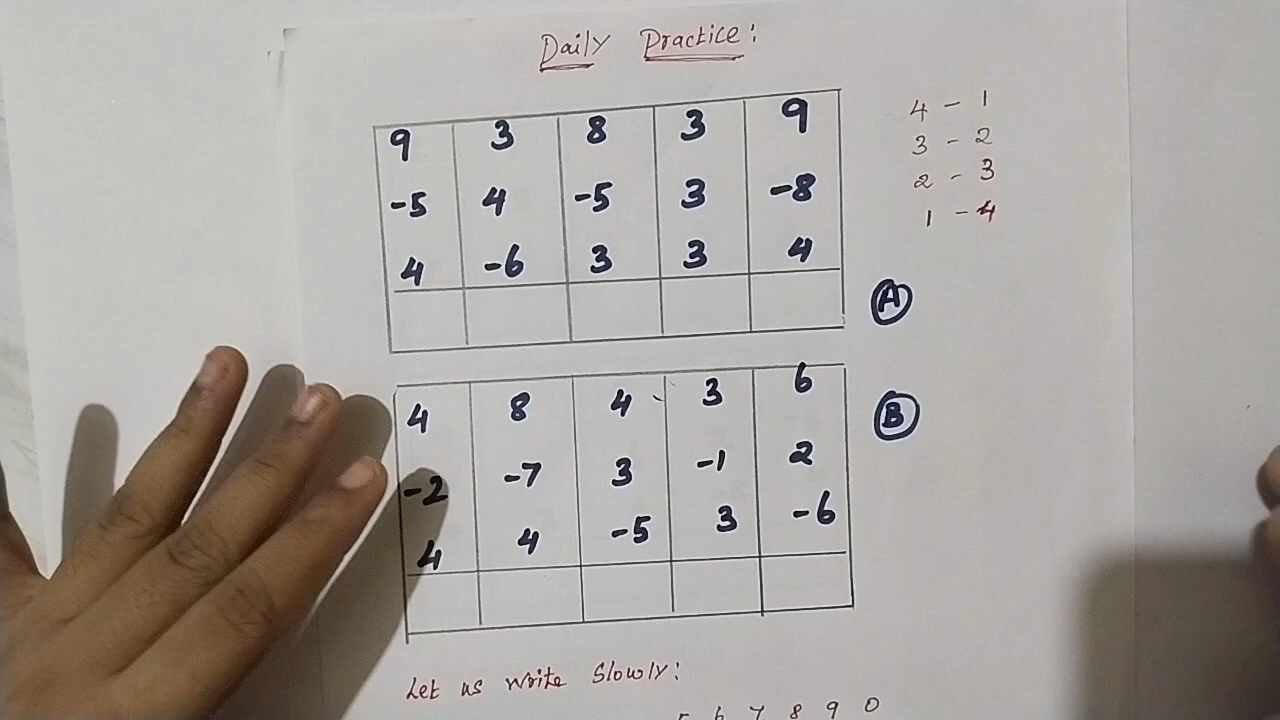 Daily Practice:
9 3 8 3 9
-5 4 -5 3 -8
4 -6 3 3 4
4 - 1
3 - 2
2 - 3
1 - 4
A
4 8 4 3 6
-2 -7 3 -1 2
4 4 -5 3 -6
B
Let us write Slowly:
5 6 7 8 9 0